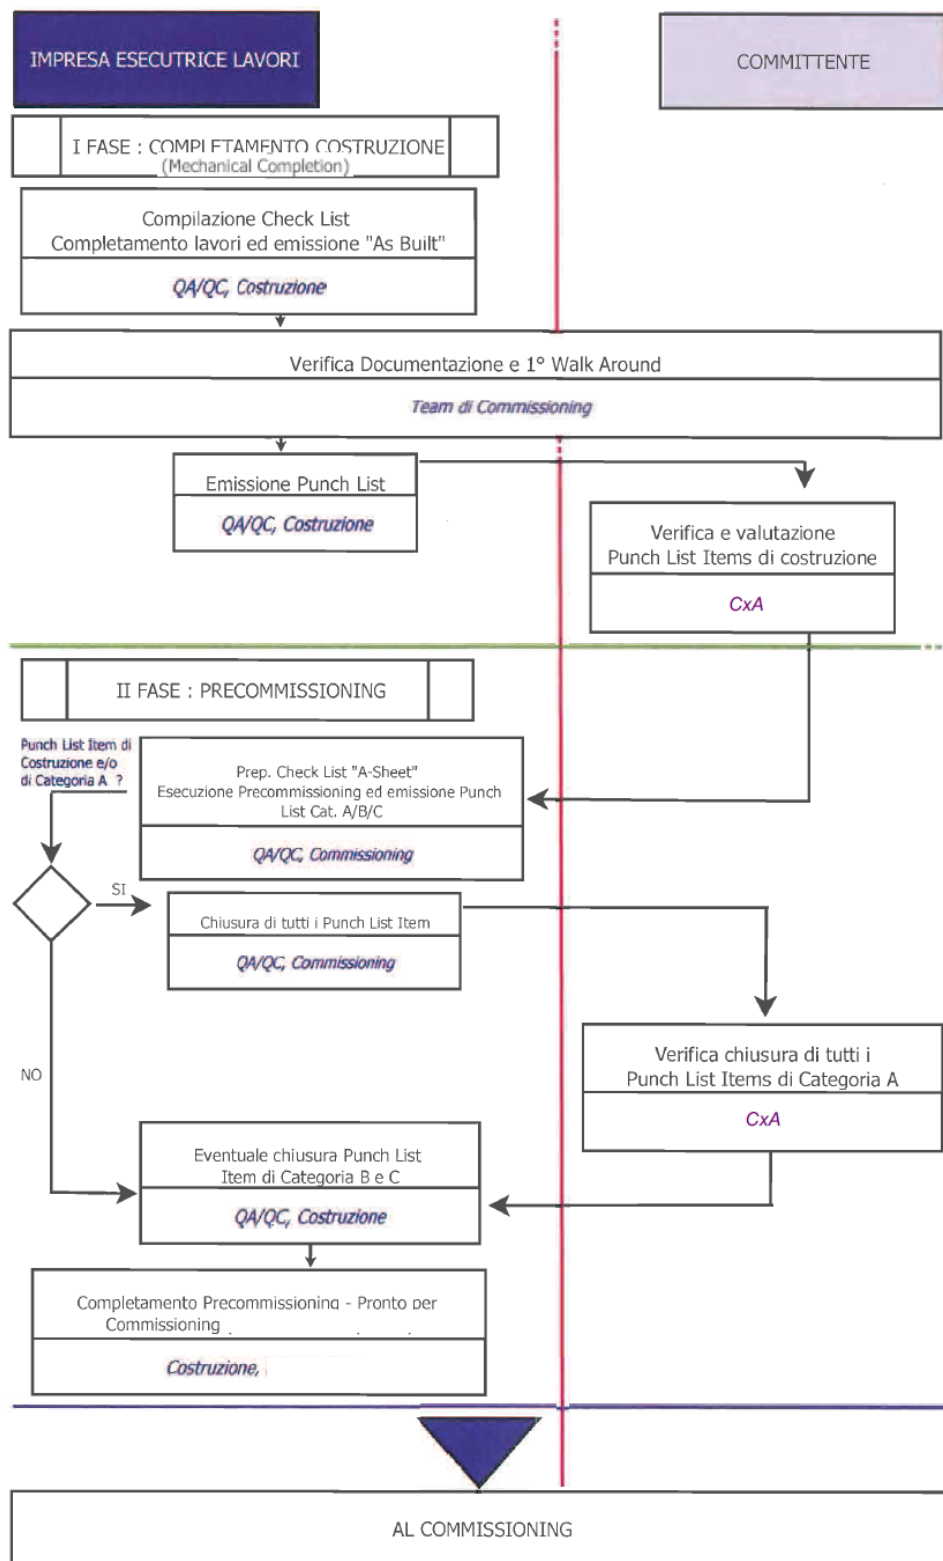 IMPRESA ESECUTRICE LAVORI
COMMITTENTE
I FASE : COMPLETAMENTO COSTRUZIONE
(Mechanical Completion)
Compilazione Check List
Completamento lavori ed emissione "As Built"
QA/QC, Costruzione
Verifica Documentazione e 1° Walk Around
Team di Commissioning
Emissione Punch List
QA/QC, Costruzione
Verifica e valutazione
Punch List Items di costruzione
CxA
II FASE : PRECOMMISSIONING
Punch List Item di
Costruzione e/o
di Categoria A ?
Prep. Check List "A-Sheet"
Esecuzione Precommissioning ed emissione Punch
List Cat. A/B/C
QA/QC, Commissioning
SI
Chiusura di tutti i Punch List Item
QA/QC, Commissioning
Verifica chiusura di tutti i
Punch List Items di Categoria A
CxA
NO
Eventuale chiusura Punch List
Item di Categoria B e C
QA/QC, Costruzione
Completamento Precommissioning - Pronto per
Commissioning
Costruzione,
AL COMMISSIONING